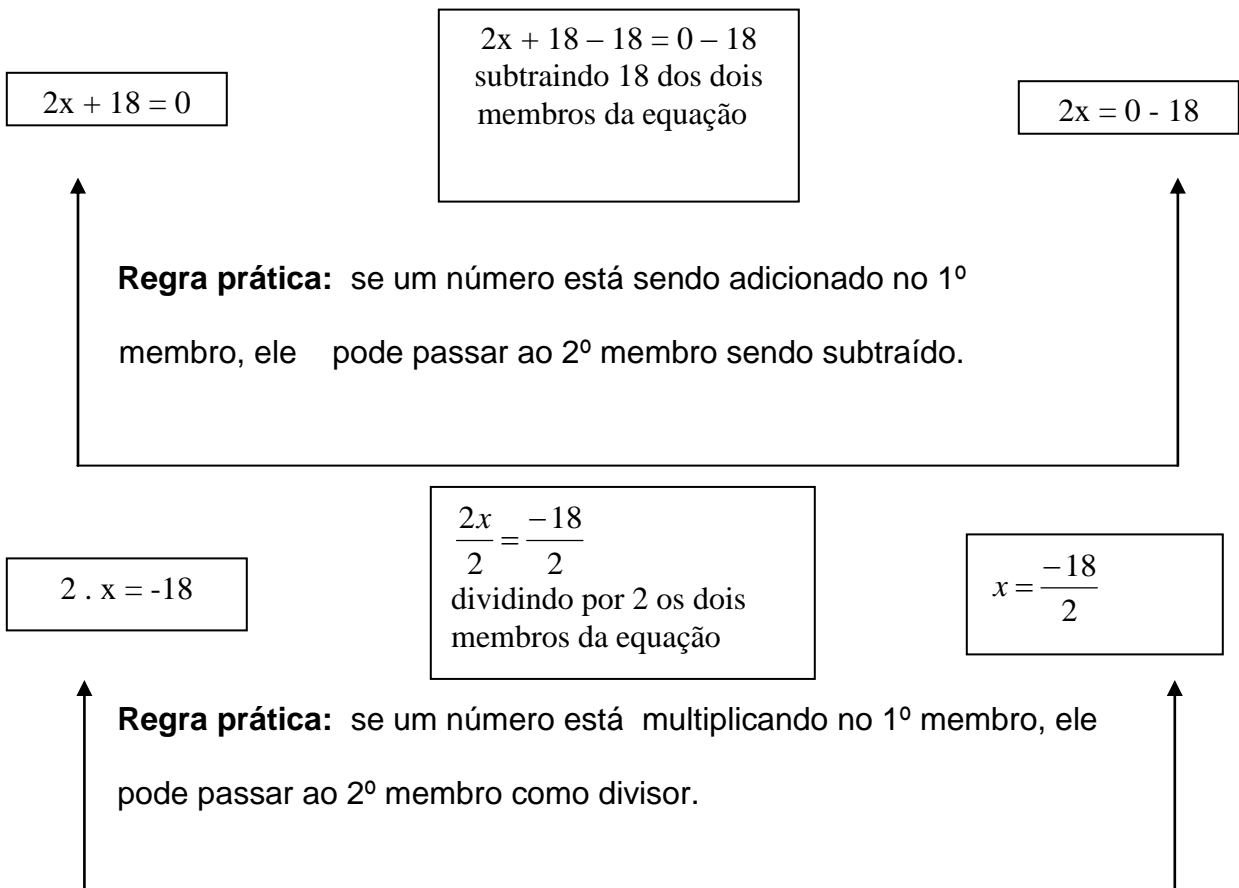 2x + 18 = 0
2x + 18 – 18 = 0 – 18
subtraindo 18 dos dois
membros da equação
2x = 0 - 18
Regra prática: se um número está sendo adicionado no 1º
membro, ele pode passar ao 2º membro sendo subtraído.
2 . x = -18
2x/2 = −18/2
dividindo por 2 os dois
membros da equação
x = −18/2
Regra prática: se um número está multiplicando no 1º membro, ele
pode passar ao 2º membro como divisor.